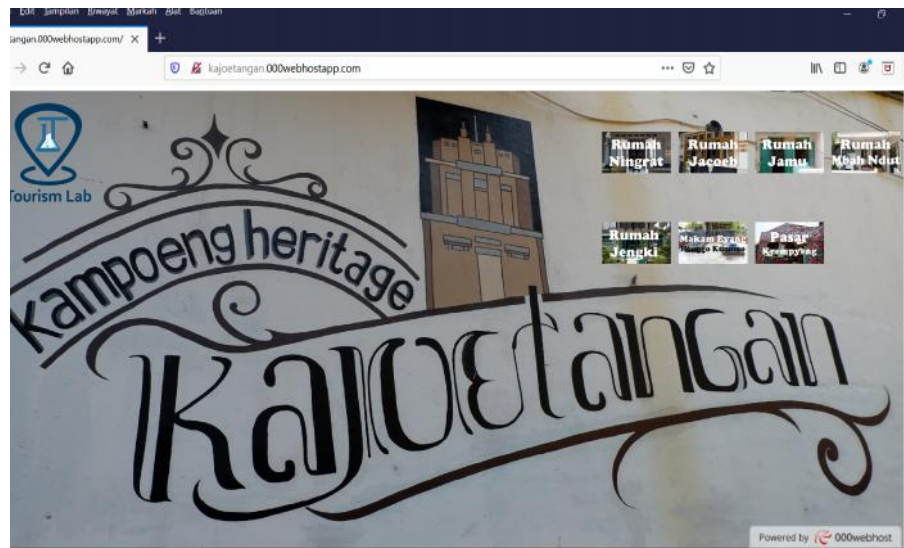 Edit Tampilan Riwayat Markah Alat Bantuan
tangan.000webhostapp.com/
kajoetangan.000webhostapp.com
Tourism Lab
kampoeng heritage
Kajoetangan
Rumah
Ningrat
Rumah
Jacoeb
Rumah
Jamu
Rumah
Mbah Ndut
Rumah
Jengki
Makam Eyang
Pasar
Krempyeng
Powered by 000webhost